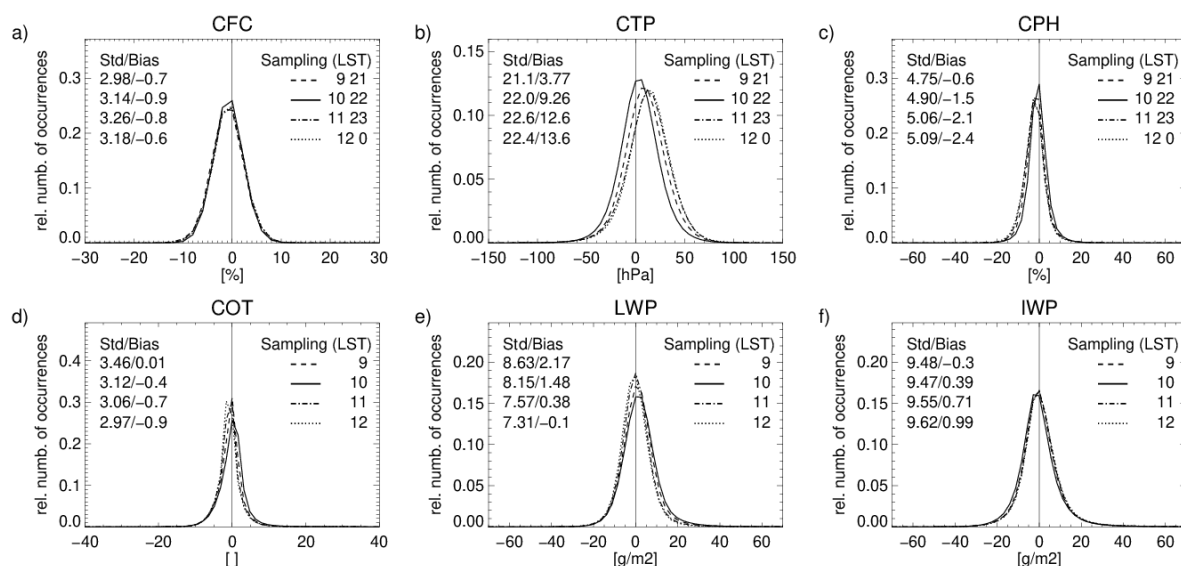 CFC
a)
Std/Bias Sampling (LST)
2.98/−0.7 9 21
3.14/−0.9 10 22
3.26/−0.8 11 23
3.18/−0.6 12 0
rel. numb. of occurrences
0.3
0.2
0.1
0.0
−30 −20 −10 0 10 20 30
[%]
CTP
b)
Std/Bias Sampling (LST)
21.1/3.77 9 21
22.0/9.26 10 22
22.6/12.6 11 23
22.4/13.6 12 0
rel. numb. of occurrences
0.15
0.10
0.05
0.00
−150 −100 −50 0 50 100 150
[hPa]
CPH
c)
Std/Bias Sampling (LST)
4.75/−0.6 9 21
4.90/−1.5 10 22
5.06/−2.1 11 23
5.09/−2.4 12 0
rel. numb. of occurrences
0.3
0.2
0.1
0.0
−60 −40 −20 0 20 40 60
[%]
COT
d)
Std/Bias Sampling (LST)
3.46/0.01 9
3.12/−0.4 10
3.06/−0.7 11
2.97/−0.9 12
rel. numb. of occurrences
0.4
0.3
0.2
0.1
0.0
−40 −20 0 20 40
[ ]
LWP
e)
Std/Bias Sampling (LST)
8.63/2.17 9
8.15/1.48 10
7.57/0.38 11
7.31/−0.1 12
rel. numb. of occurrences
0.20
0.15
0.10
0.05
0.00
−60 −40 −20 0 20 40 60
[g/m2]
IWP
f)
Std/Bias Sampling (LST)
9.48/−0.3 9
9.47/0.39 10
9.55/0.71 11
9.62/0.99 12
rel. numb. of occurrences
0.20
0.15
0.10
0.05
0.00
−60 −40 −20 0 20 40 60
[g/m2]